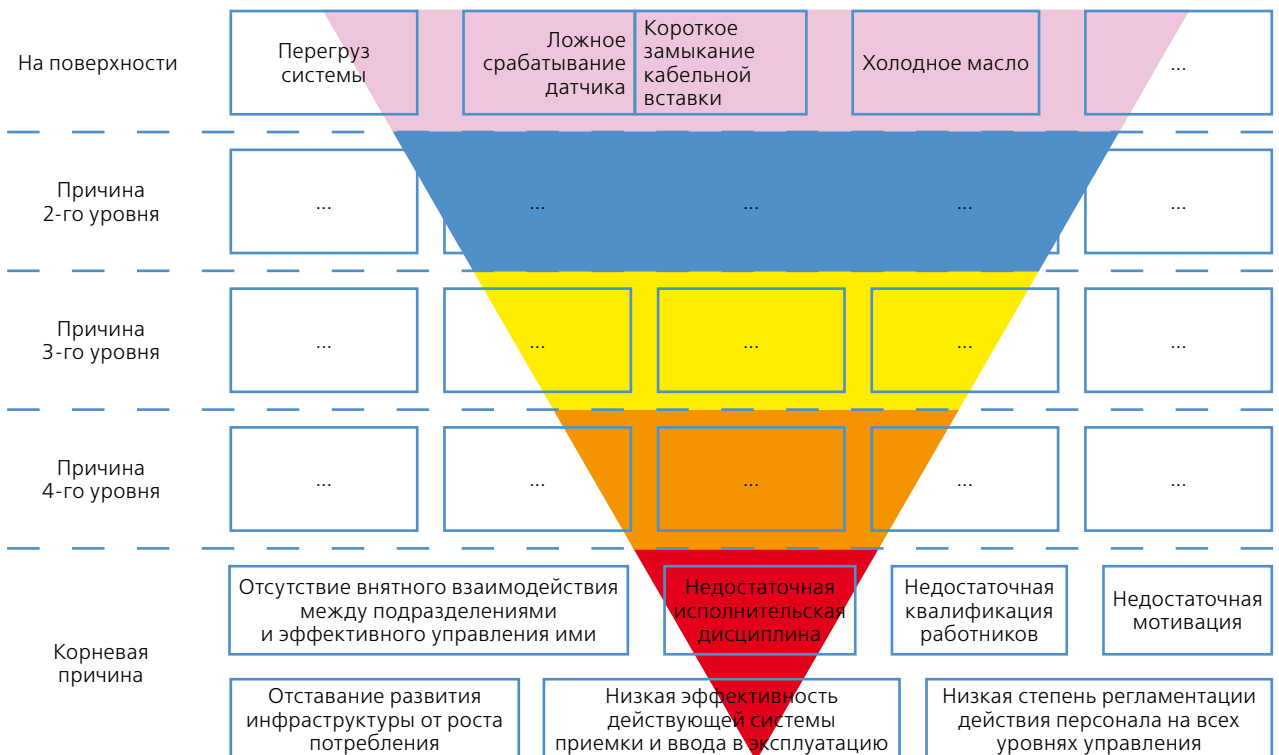 На поверхности
Перегруз
системы
Ложное
срабатывание
датчика
Короткое
замыкание
кабельной
вставки
Холодное масло
...
Причина
2-го уровня
...
...
...
...
...
Причина
3-го уровня
...
...
...
...
...
Причина
4-го уровня
...
...
...
...
...
Корневая
причина
Отсутствие внятного взаимодействия
между подразделениями
и эффективного управления ими
Недостаточная
исполнительская
дисциплина
Недостаточная
квалификация
работников
Недостаточная
мотивация
Отставание развития
инфраструктуры от роста
потребления
Низкая эффективность
действующей системы
приемки и ввода в эксплуатацию
Низкая степень регламентации
действия персонала на всех
уровнях управления